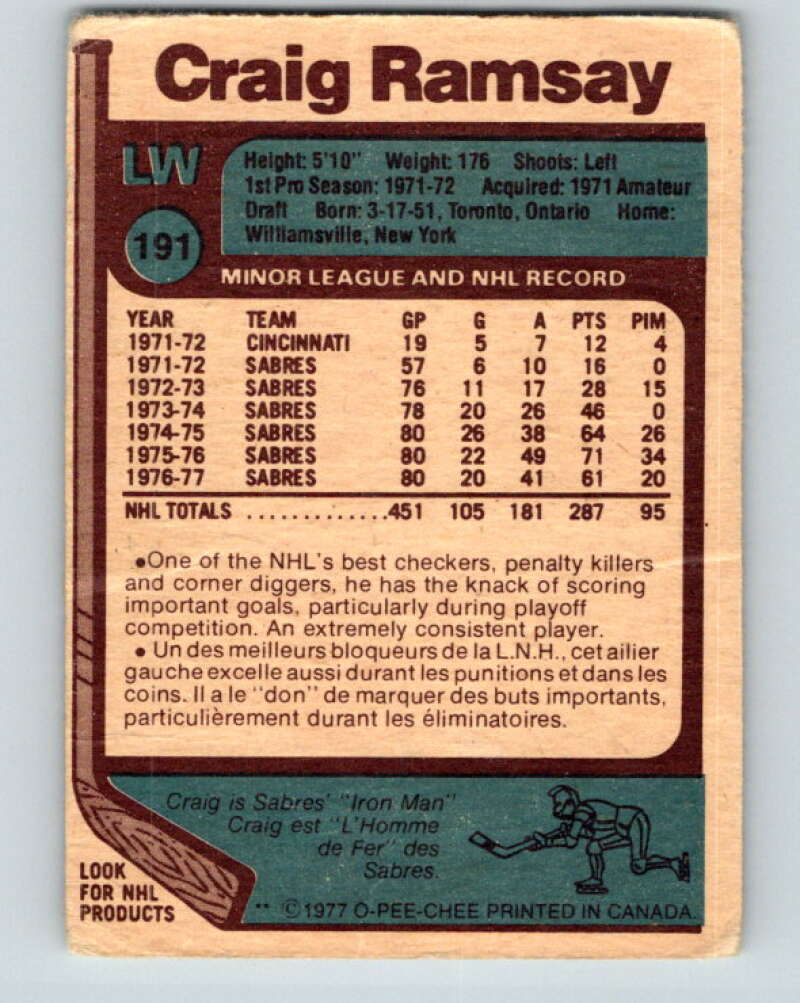 Craig Ramsay
LW
191
Height: 5'10" Weight: 176 Shoots: Left
1st Pro Season: 1971-72 Acquired: 1971 Amateur
Draft Born: 3-17-51, Toronto, Ontario Home:
Williamsville, New York
MINOR LEAGUE AND NHL RECORD
YEAR TEAM GP G A PTS PIM
1971-72 CINCINNATI 19 5 7 12 4
1971-72 SABRES 57 6 10 16 0
1972-73 SABRES 76 11 17 28 15
1973-74 SABRES 78 20 26 46 0
1974-75 SABRES 80 26 38 64 26
1975-76 SABRES 80 22 49 71 34
1976-77 SABRES 80 20 41 61 20
NHL TOTALS .............451 105 181 287 95
●One of the NHL's best checkers, penalty killers
and corner diggers, he has the knack of scoring
important goals, particularly during playoff
competition. An extremely consistent player.
● Un des meilleurs bloqueurs de la L.N.H., cet ailier
gauche excelle aussi durant les punitions et dans les
coins. Il a le "don" de marquer des buts importants,
particulièrement durant les éliminatoires.
Craig is Sabres' "Iron Man"
Craig est "L'Homme
de Fer" des
Sabres.
LOOK
FOR NHL
PRODUCTS
** ©1977 O-PEE-CHEE PRINTED IN CANADA.